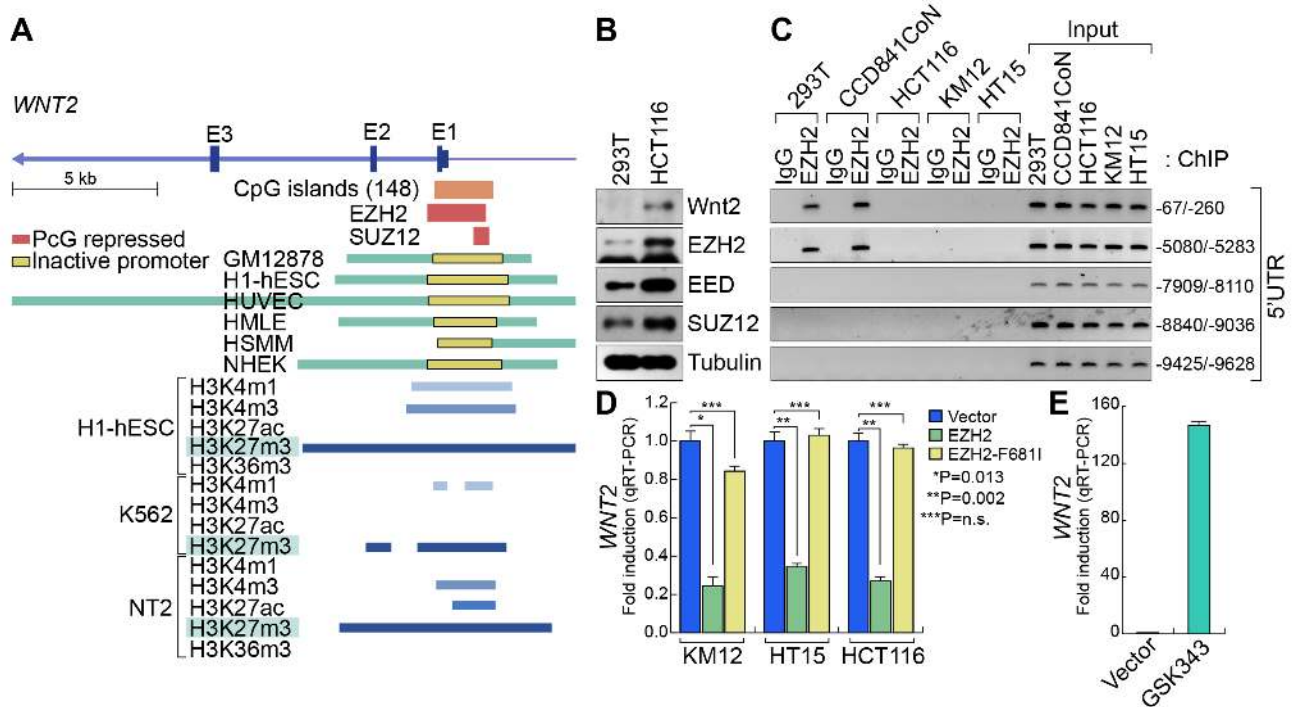 A
WNT2
E3
E2
E1
5 kb
CpG islands (148)
EZH2
SUZ12
PcG repressed
Inactive promoter
GM12878
H1-hESC
HUVEC
HMLE
HSMM
NHEK
H1-hESC
H3K4m1
H3K4m3
H3K27ac
H3K27m3
H3K36m3
K562
H3K4m1
H3K4m3
H3K27ac
H3K27m3
NT2
H3K4m1
H3K4m3
H3K27ac
H3K27m3
H3K36m3
B
293T
HCT116
Wnt2
EZH2
EED
SUZ12
Tubulin
C
293T
CCD841CoN
HCT116
KM12
HT15
Input
IgG
EZH2
IgG
EZH2
IgG
EZH2
IgG
EZH2
IgG
EZH2
293T
CCD841CoN
HCT116
KM12
HT15
: ChIP
-67/-260
-5080/-5283
-7909/-8110
-8840/-9036
-9425/-9628
5'UTR
D
WNT2
Fold induction (qRT-PCR)
1.2
1.0
0.8
0.6
0.4
0.2
0.0
***
*
***
**
***
**
KM12
HT15
HCT116
Vector
EZH2
EZH2-F681I
*P=0.013
**P=0.002
***P=n.s.
E
WNT2
Fold induction (qRT-PCR)
160
120
80
40
0
Vector
GSK343